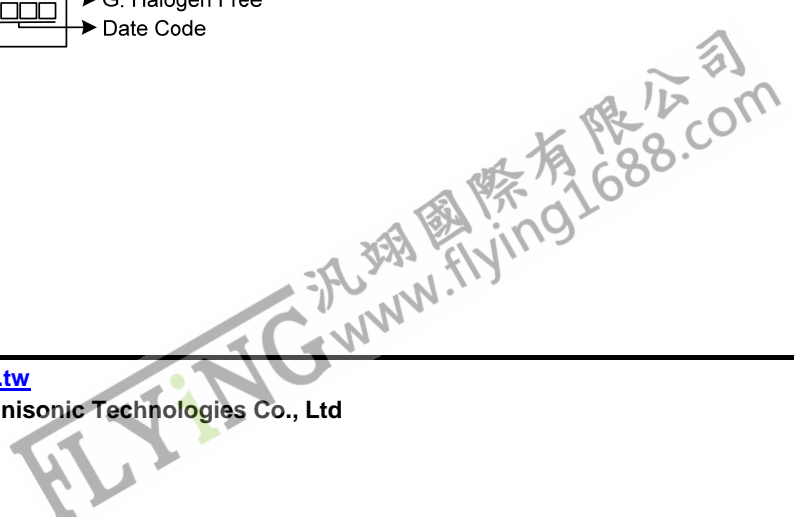 G: Halogen Free
Date Code
汎翊國際有限公司
FLYiNG www.flying1688.com
.tw
nisonic Technologies Co., Ltd